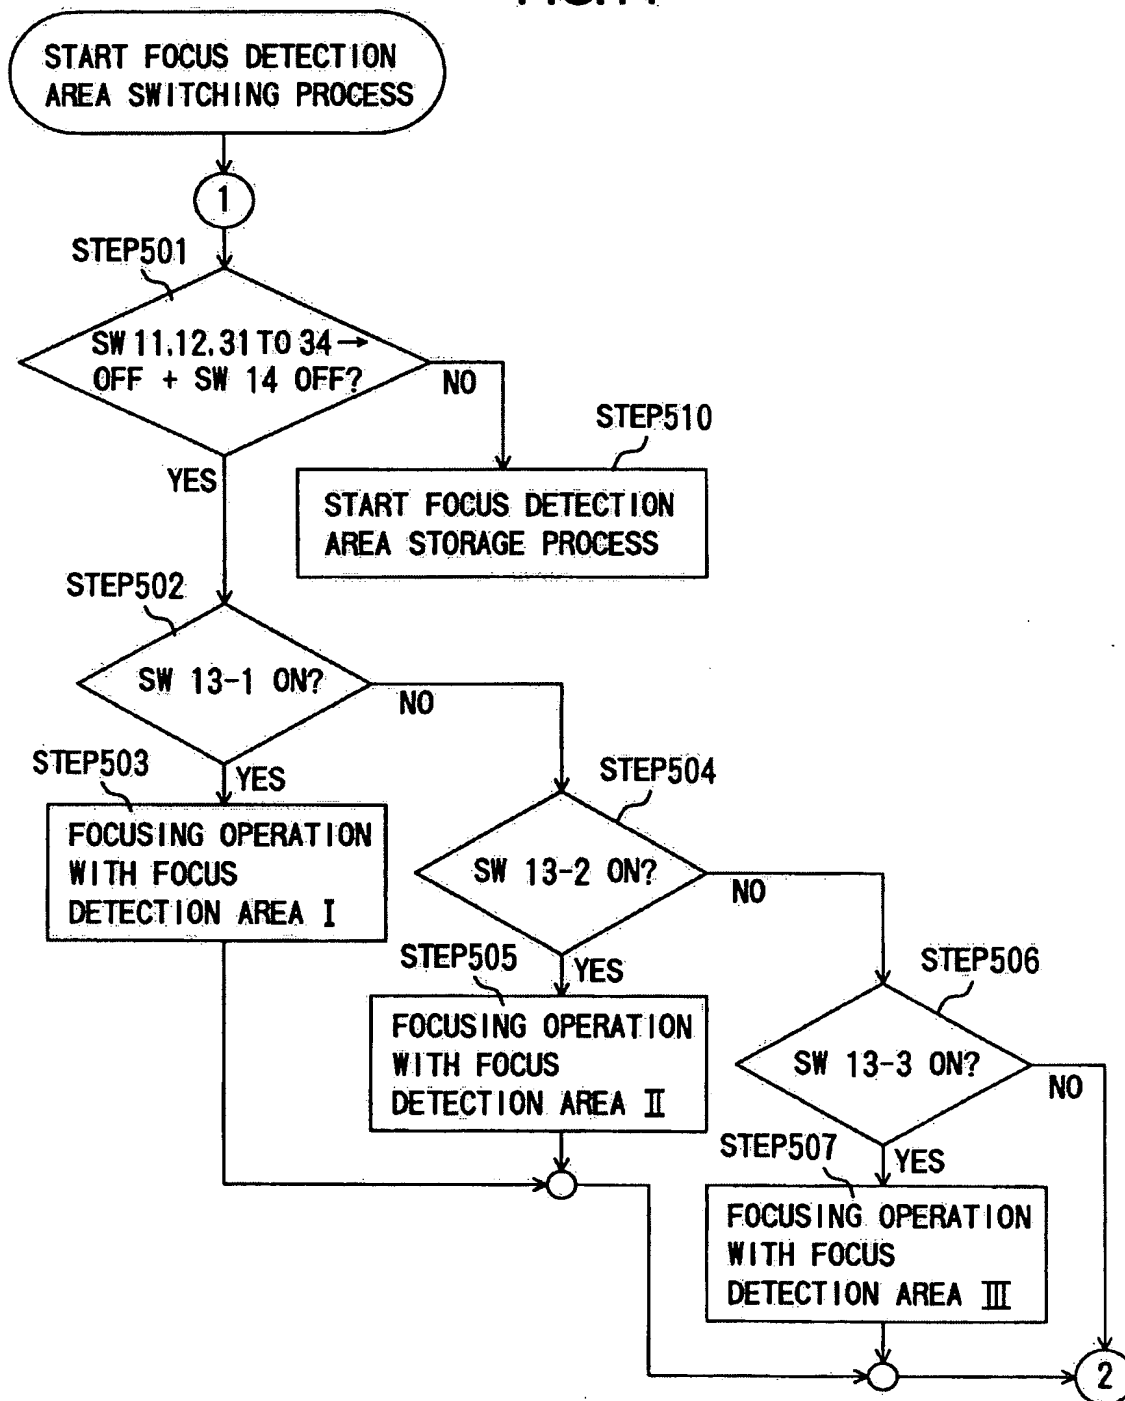 START FOCUS DETECTION
AREA SWITCHING PROCESS
1
STEP501
SW 11,12,31 TO 34→
OFF + SW 14 OFF?
NO
YES
STEP510
START FOCUS DETECTION
AREA STORAGE PROCESS
STEP502
SW 13-1 ON?
NO
YES
STEP503
FOCUSING OPERATION
WITH FOCUS
DETECTION AREA I
STEP504
SW 13-2 ON?
NO
YES
STEP505
FOCUSING OPERATION
WITH FOCUS
DETECTION AREA II
STEP506
SW 13-3 ON?
NO
YES
STEP507
FOCUSING OPERATION
WITH FOCUS
DETECTION AREA III
2